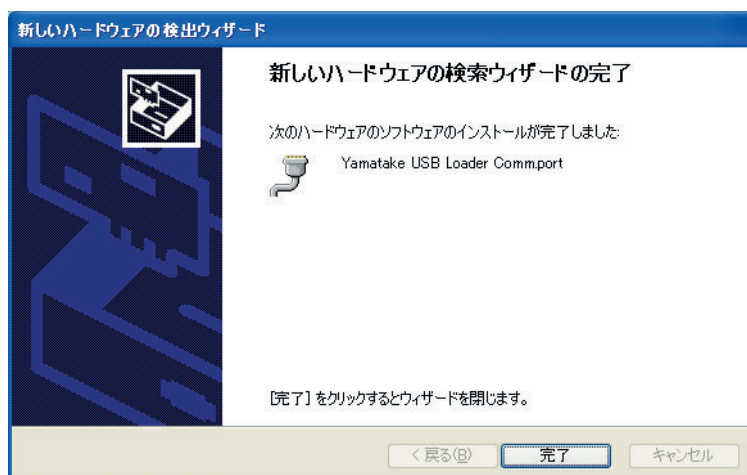 新しいハードウェアの検出ウィザード
新しいハードウェアの検索ウィザードの完了
次のハードウェアのソフトウェアのインストールが完了しました:
Yamatake USB Loader Comm.port
[完了] をクリックするとウィザードを閉じます。
< 戻る(B)
完了
キャンセル